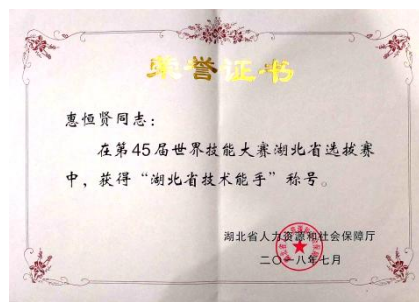 荣誉证书
惠恒贤同志：
在第45届世界技能大赛湖北省选拔赛
中，获得“湖北省技术能手”称号。
湖北省人力资源和社会保障厅
二〇一八年七月